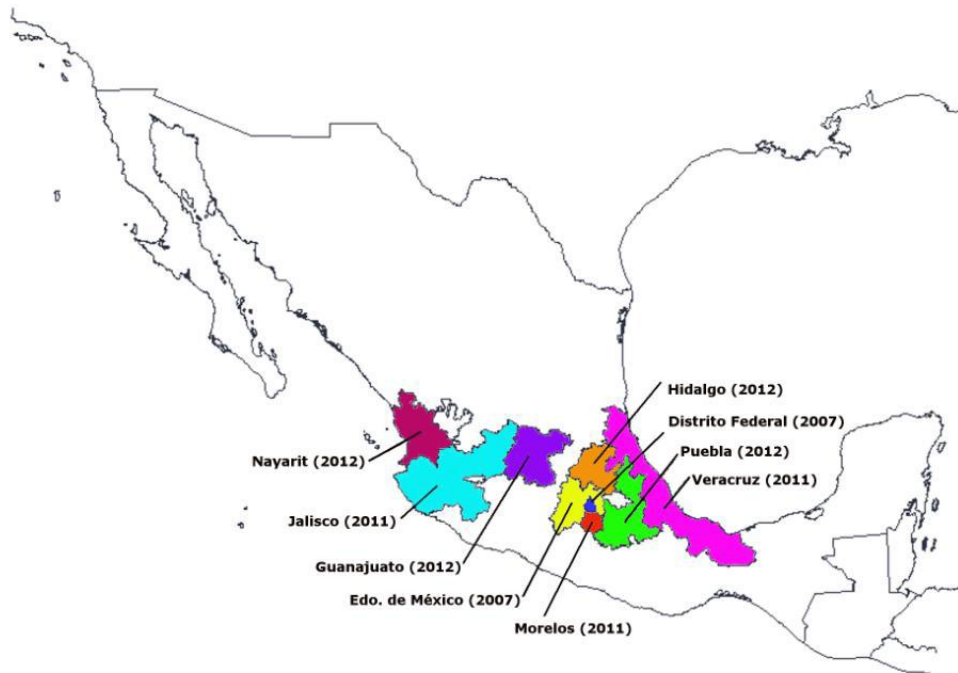 Hidalgo (2012)
Distrito Federal (2007)
Puebla (2012)
Veracruz (2011)
Nayarit (2012)
Jalisco (2011)
Guanajuato (2012)
Edo. de México (2007)
Morelos (2011)